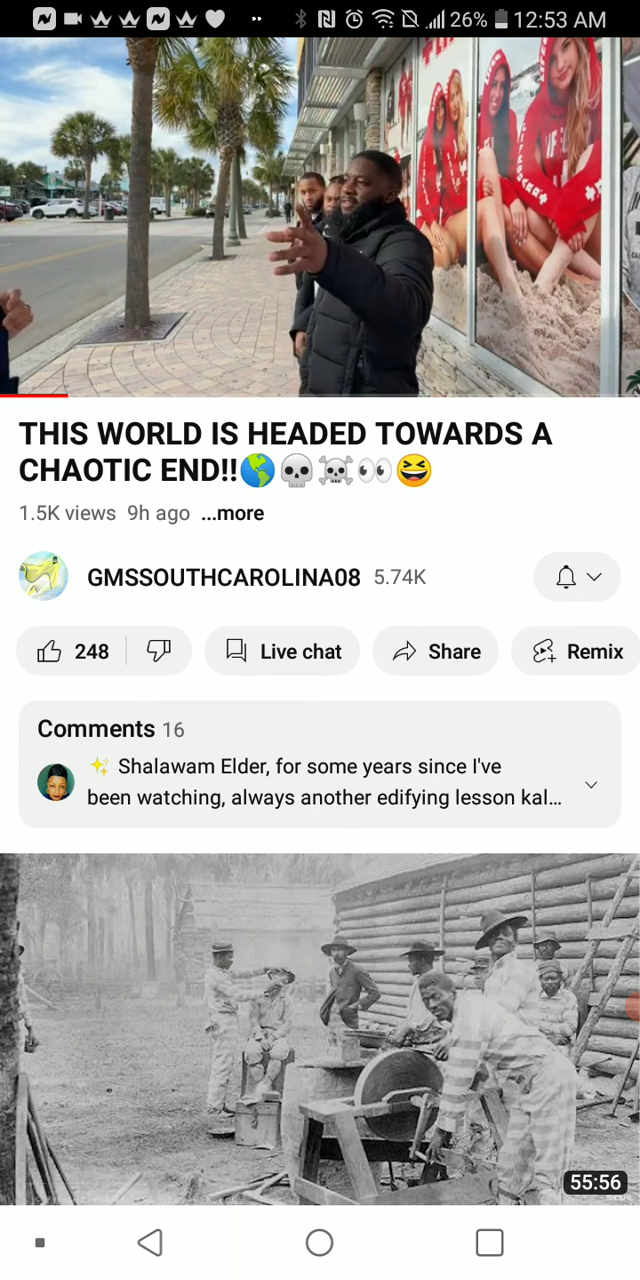 26% 12:53 AM
THIS WORLD IS HEADED TOWARDS A
CHAOTIC END!!🌎💀☠️👀😆
1.5K views 9h ago ...more
GMSSOUTHCAROLINA08 5.74K
248 Live chat Share Remix
Comments 16
✨ Shalawam Elder, for some years since I've
been watching, always another edifying lesson kal...
55:56